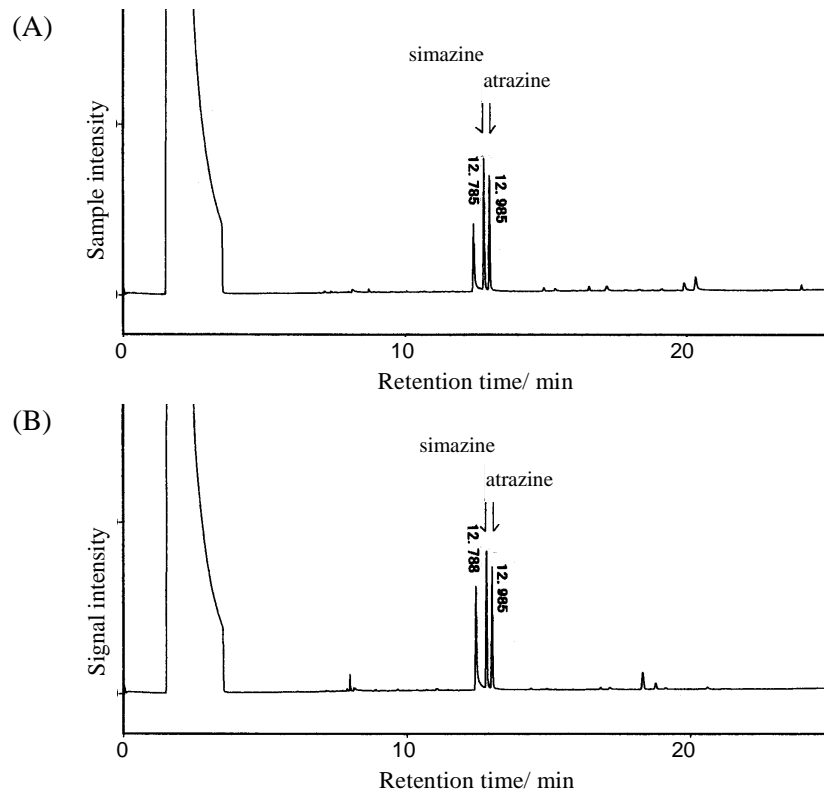 (A)
simazine
atrazine
12. 785
12. 985
Sample intensity
0
10
20
Retention time/ min
(B)
simazine
atrazine
12. 788
12. 985
Signal intensity
0
10
20
Retention time/ min